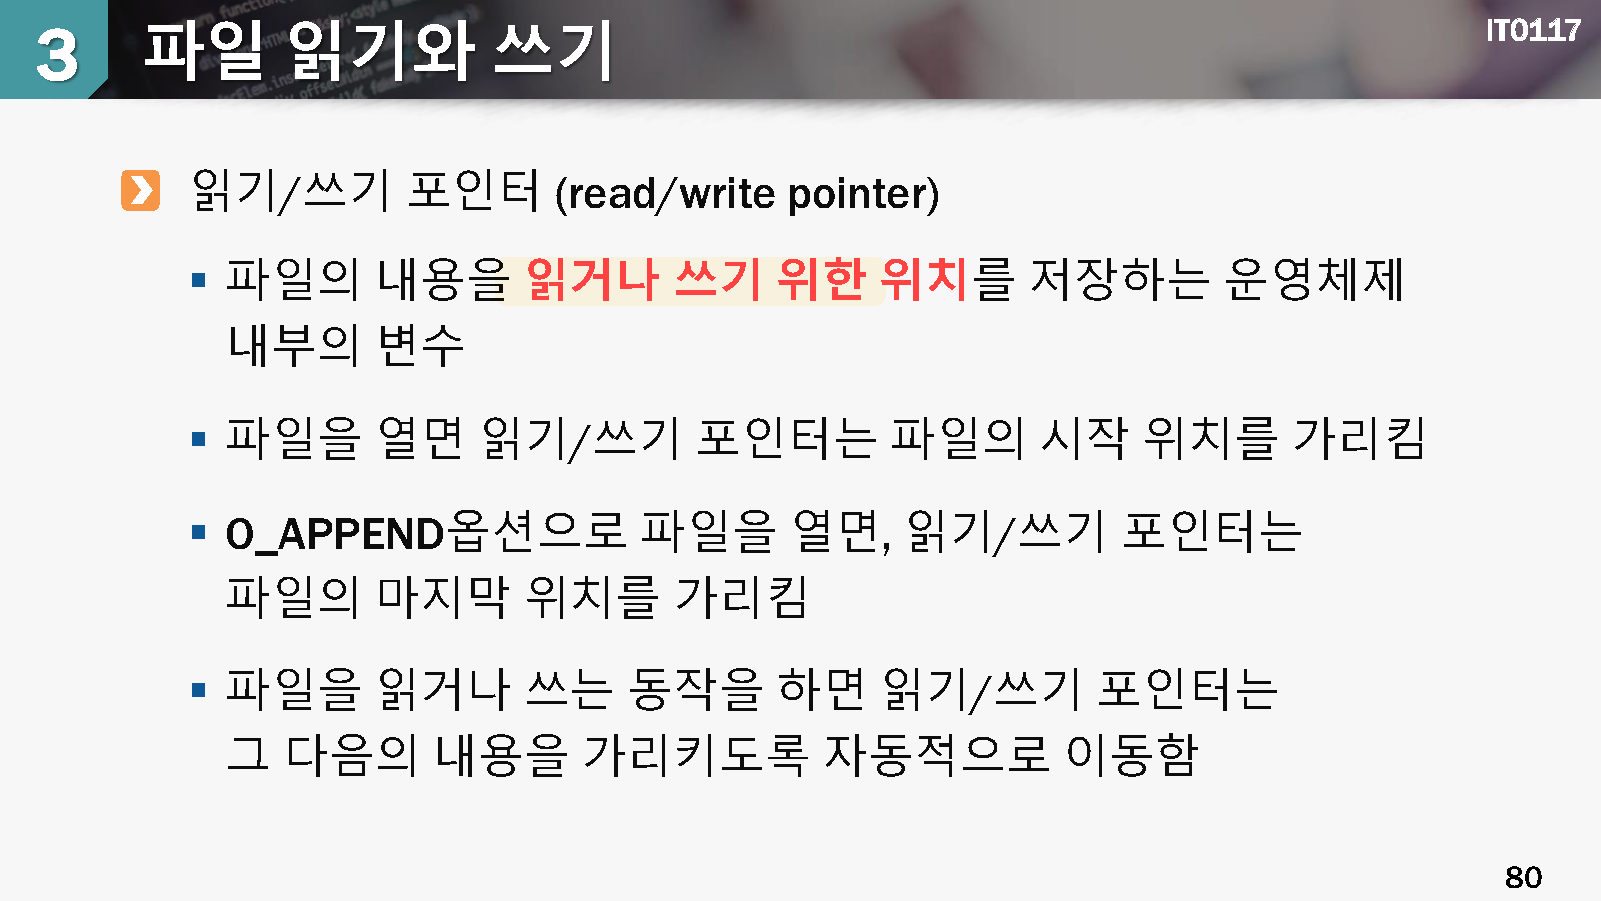 3 파일 읽기와 쓰기
IT0117
읽기/쓰기 포인터 (read/write pointer)
파일의 내용을 읽거나 쓰기 위한 위치를 저장하는 운영체제
내부의 변수
파일을 열면 읽기/쓰기 포인터는 파일의 시작 위치를 가리킴
O_APPEND옵션으로 파일을 열면, 읽기/쓰기 포인터는
파일의 마지막 위치를 가리킴
파일을 읽거나 쓰는 동작을 하면 읽기/쓰기 포인터는
그 다음의 내용을 가리키도록 자동적으로 이동함
80